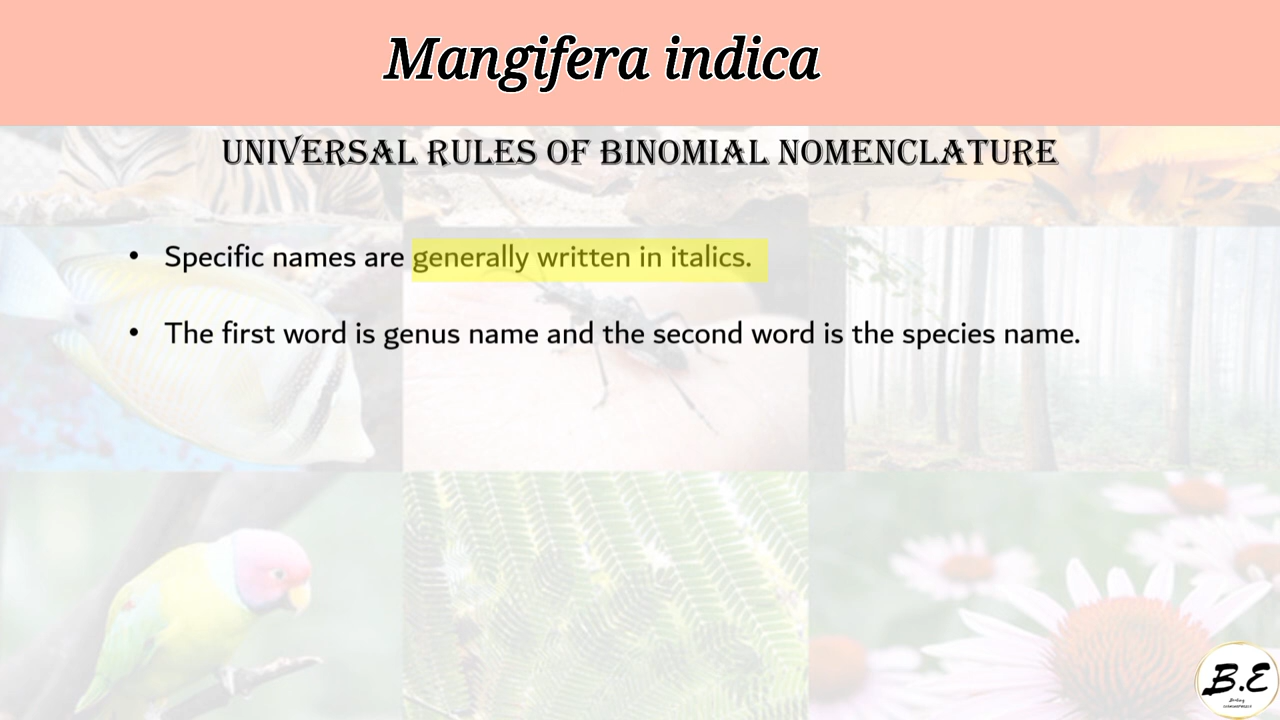 Mangifera indica
UNIVERSAL RULES OF BINOMIAL NOMENCLATURE
• Specific names are generally written in italics.
• The first word is genus name and the second word is the species name.
B.E